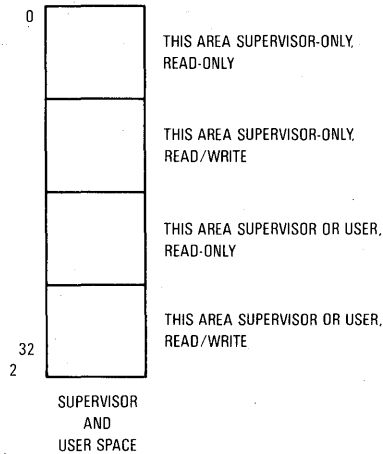 0
THIS AREA SUPERVISOR-ONLY,
READ-ONLY
THIS AREA SUPERVISOR-ONLY,
READ/WRITE
THIS AREA SUPERVISOR OR USER,
READ-ONLY
THIS AREA SUPERVISOR OR USER,
READ/WRITE
32
2
SUPERVISOR
AND
USER SPACE